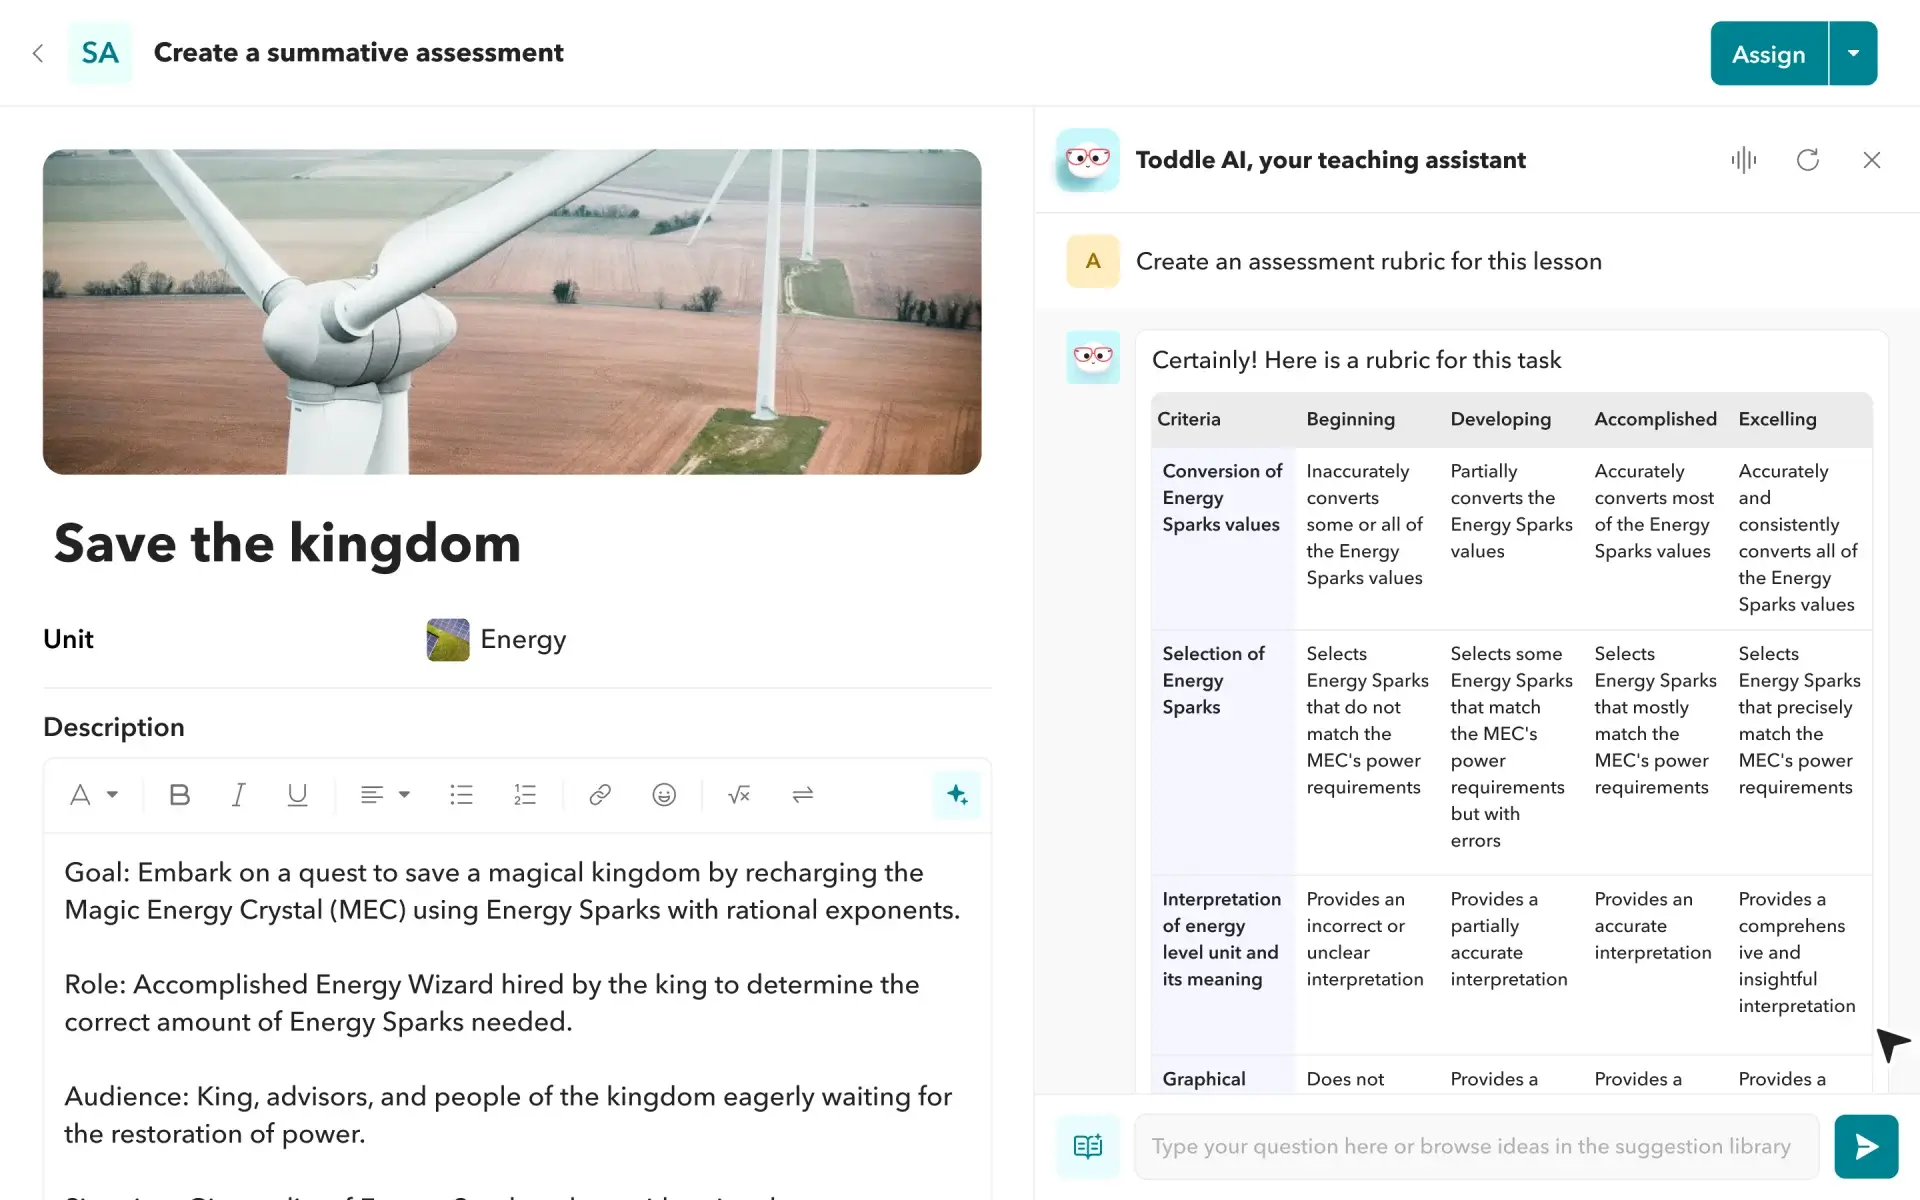 SA
Create a summative assessment
Assign
Save the kingdom
Unit
Energy
Description
Goal: Embark on a quest to save a magical kingdom by recharging the
Magic Energy Crystal (MEC) using Energy Sparks with rational exponents.
Role: Accomplished Energy Wizard hired by the king to determine the
correct amount of Energy Sparks needed.
Audience: King, advisors, and people of the kingdom eagerly waiting for
the restoration of power.
Toddle AI, your teaching assistant
A
Create an assessment rubric for this lesson
Certainly! Here is a rubric for this task
Criteria Beginning Developing Accomplished Excelling
Conversion of
Energy
Sparks values
Inaccurately
converts
some or all of
the Energy
Sparks values
Partially
converts the
Energy Sparks
values
Accurately
converts most
of the Energy
Sparks values
Accurately
and
consistently
converts all of
the Energy
Sparks values
Selection of
Energy
Sparks
Selects
Energy Sparks
that do not
match the
MEC's power
requirements
Selects some
Energy Sparks
that match
the MEC's
power
requirements
but with
errors
Selects
Energy Sparks
that mostly
match the
MEC's power
requirements
Selects
Energy Sparks
that precisely
match the
MEC's power
requirements
Interpretation
of energy
level unit and
its meaning
Provides an
incorrect or
unclear
interpretation
Provides a
partially
accurate
interpretation
Provides an
accurate
interpretation
Provides a
comprehens
ive and
insightful
interpretation
Graphical
Does not
Provides a
Provides a
Provides a
Type your question here or browse ideas in the suggestion library